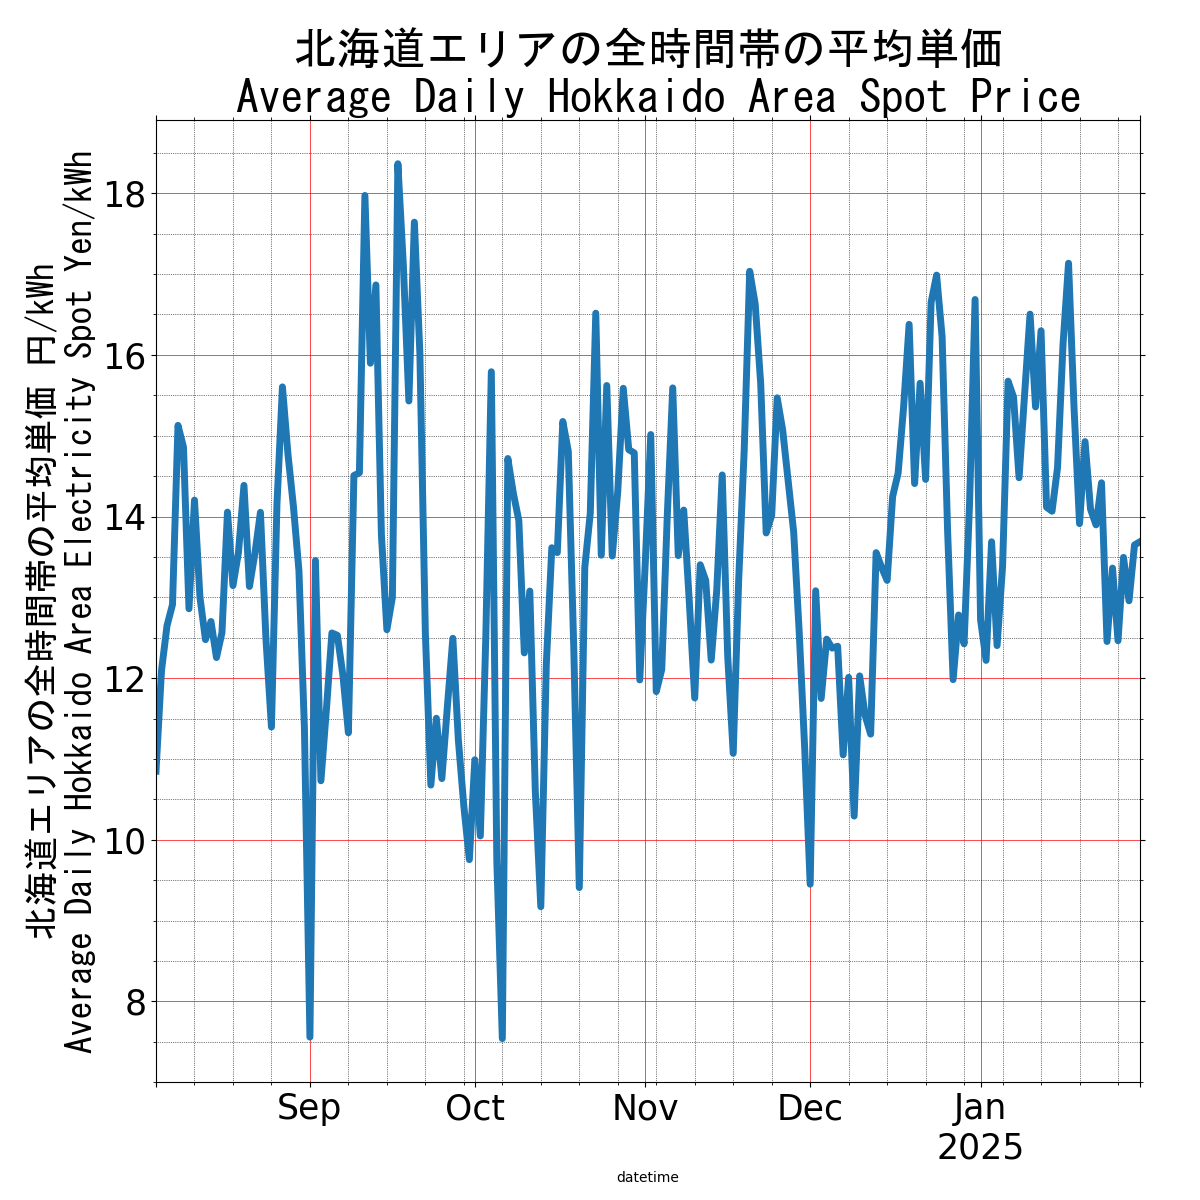 北海道エリアの全時間帯の平均単価
Average Daily Hokkaido Area Spot Price
北海道エリアの全時間帯の平均単価 円/kWh
Average Daily Hokkaido Area Electricity Spot Yen/kWh
18
16
14
12
10
8
Sep
Oct
Nov
Dec
Jan
2025
datetime